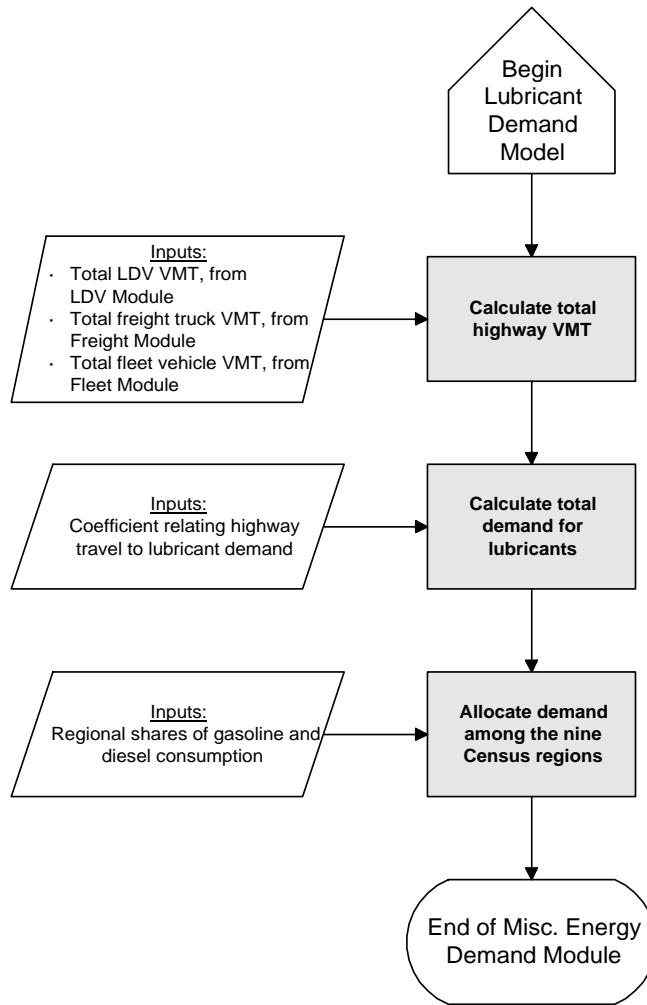 Begin
Lubricant
Demand
Model
Inputs:
· Total LDV VMT, from
LDV Module
· Total freight truck VMT, from
Freight Module
· Total fleet vehicle VMT, from
Fleet Module
Calculate total
highway VMT
Inputs:
Coefficient relating highway
travel to lubricant demand
Calculate total
demand for
lubricants
Inputs:
Regional shares of gasoline and
diesel consumption
Allocate demand
among the nine
Census regions
End of Misc. Energy
Demand Module